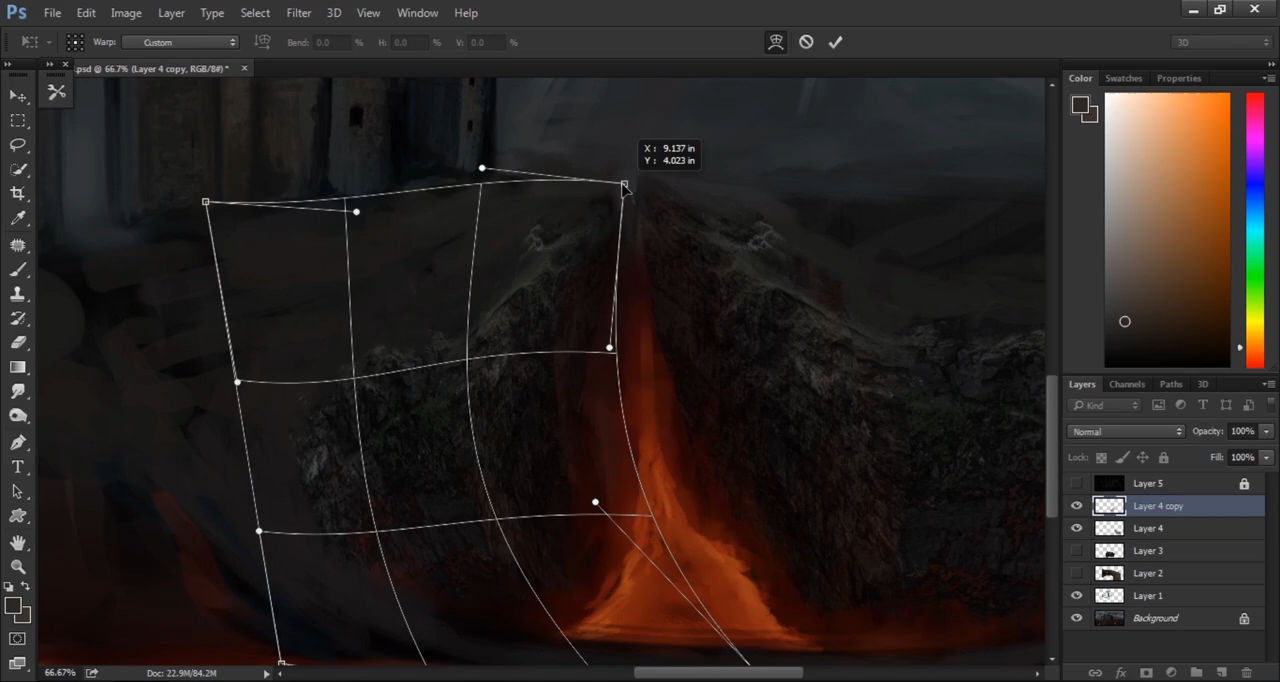 Ps File Edit Image Layer Type Select Filter 3D View Window Help
Warp: Custom Bend: 0.0 % H: 0.0 % V: 0.0 % 3D
.psd @ 66.7% (Layer 4 copy, RGB/8#) *
Color Swatches Properties
X : 9.137 in
Y : 4.023 in
Layers Channels Paths 3D
Kind
Normal Opacity: 100%
Lock: Fill: 100%
Layer 5
Layer 4 copy
Layer 4
Layer 3
Layer 2
Layer 1
Background
66.67% Doc: 22.9M/84.2M